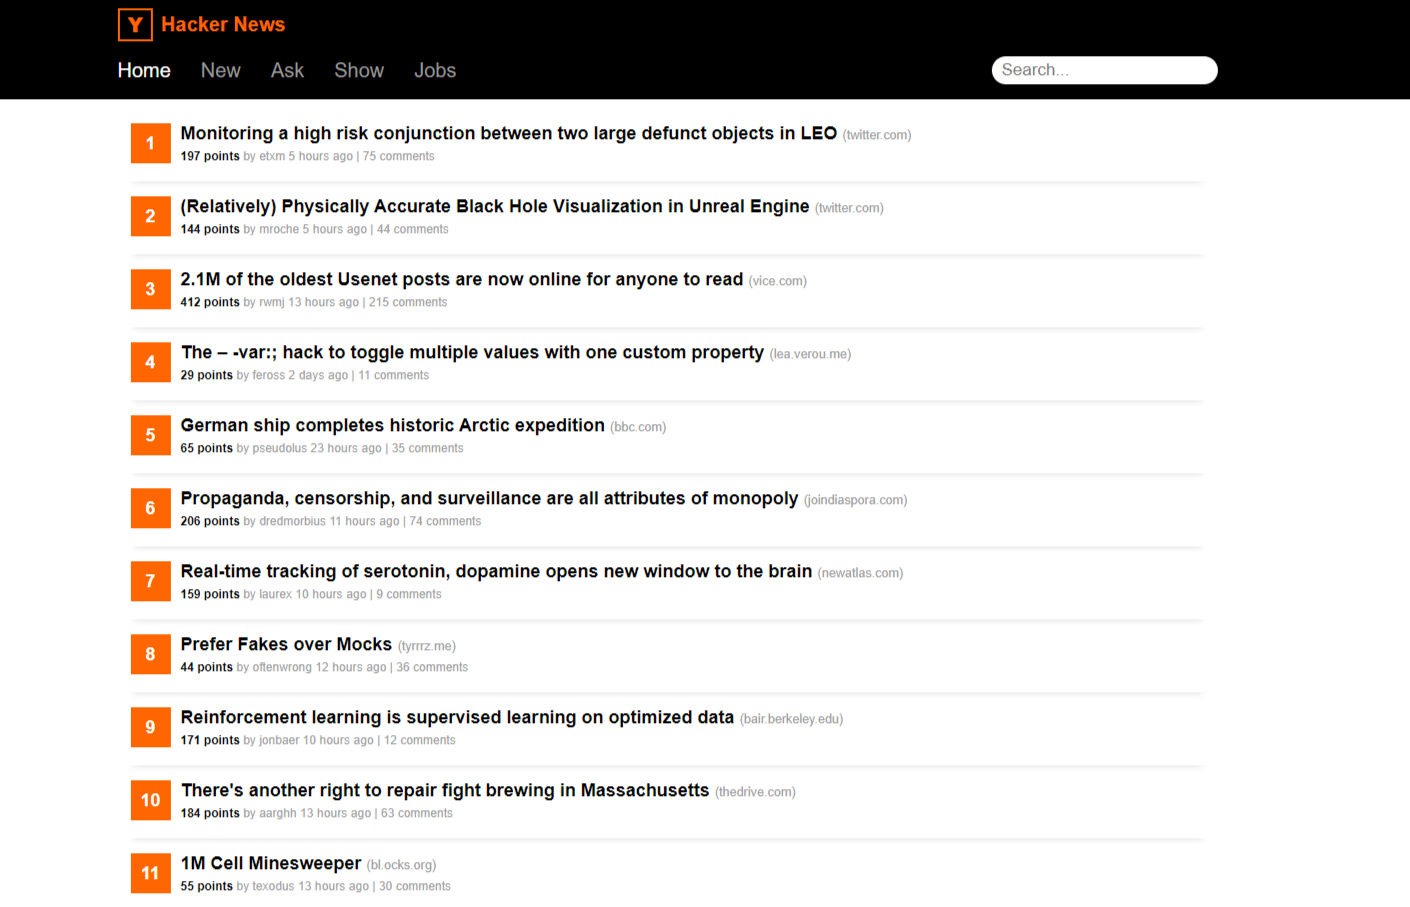 Y Hacker News
Home New Ask Show Jobs Search...
1 Monitoring a high risk conjunction between two large defunct objects in LEO (twitter.com)
197 points by etxm 5 hours ago | 75 comments
2 (Relatively) Physically Accurate Black Hole Visualization in Unreal Engine (twitter.com)
144 points by mroche 5 hours ago | 44 comments
3 2.1M of the oldest Usenet posts are now online for anyone to read (vice.com)
412 points by rwmj 13 hours ago | 215 comments
4 The – -var:; hack to toggle multiple values with one custom property (lea.verou.me)
29 points by feross 2 days ago | 11 comments
5 German ship completes historic Arctic expedition (bbc.com)
65 points by pseudolus 23 hours ago | 35 comments
6 Propaganda, censorship, and surveillance are all attributes of monopoly (joindiaspora.com)
206 points by dredmorbius 11 hours ago | 74 comments
7 Real-time tracking of serotonin, dopamine opens new window to the brain (newatlas.com)
159 points by laurex 10 hours ago | 9 comments
8 Prefer Fakes over Mocks (tyrrrz.me)
44 points by oftenwrong 12 hours ago | 36 comments
9 Reinforcement learning is supervised learning on optimized data (bair.berkeley.edu)
171 points by jonbaer 10 hours ago | 12 comments
10 There's another right to repair fight brewing in Massachusetts (thedrive.com)
184 points by aarghh 13 hours ago | 63 comments
11 1M Cell Minesweeper (bl.ocks.org)
55 points by texodus 13 hours ago | 30 comments